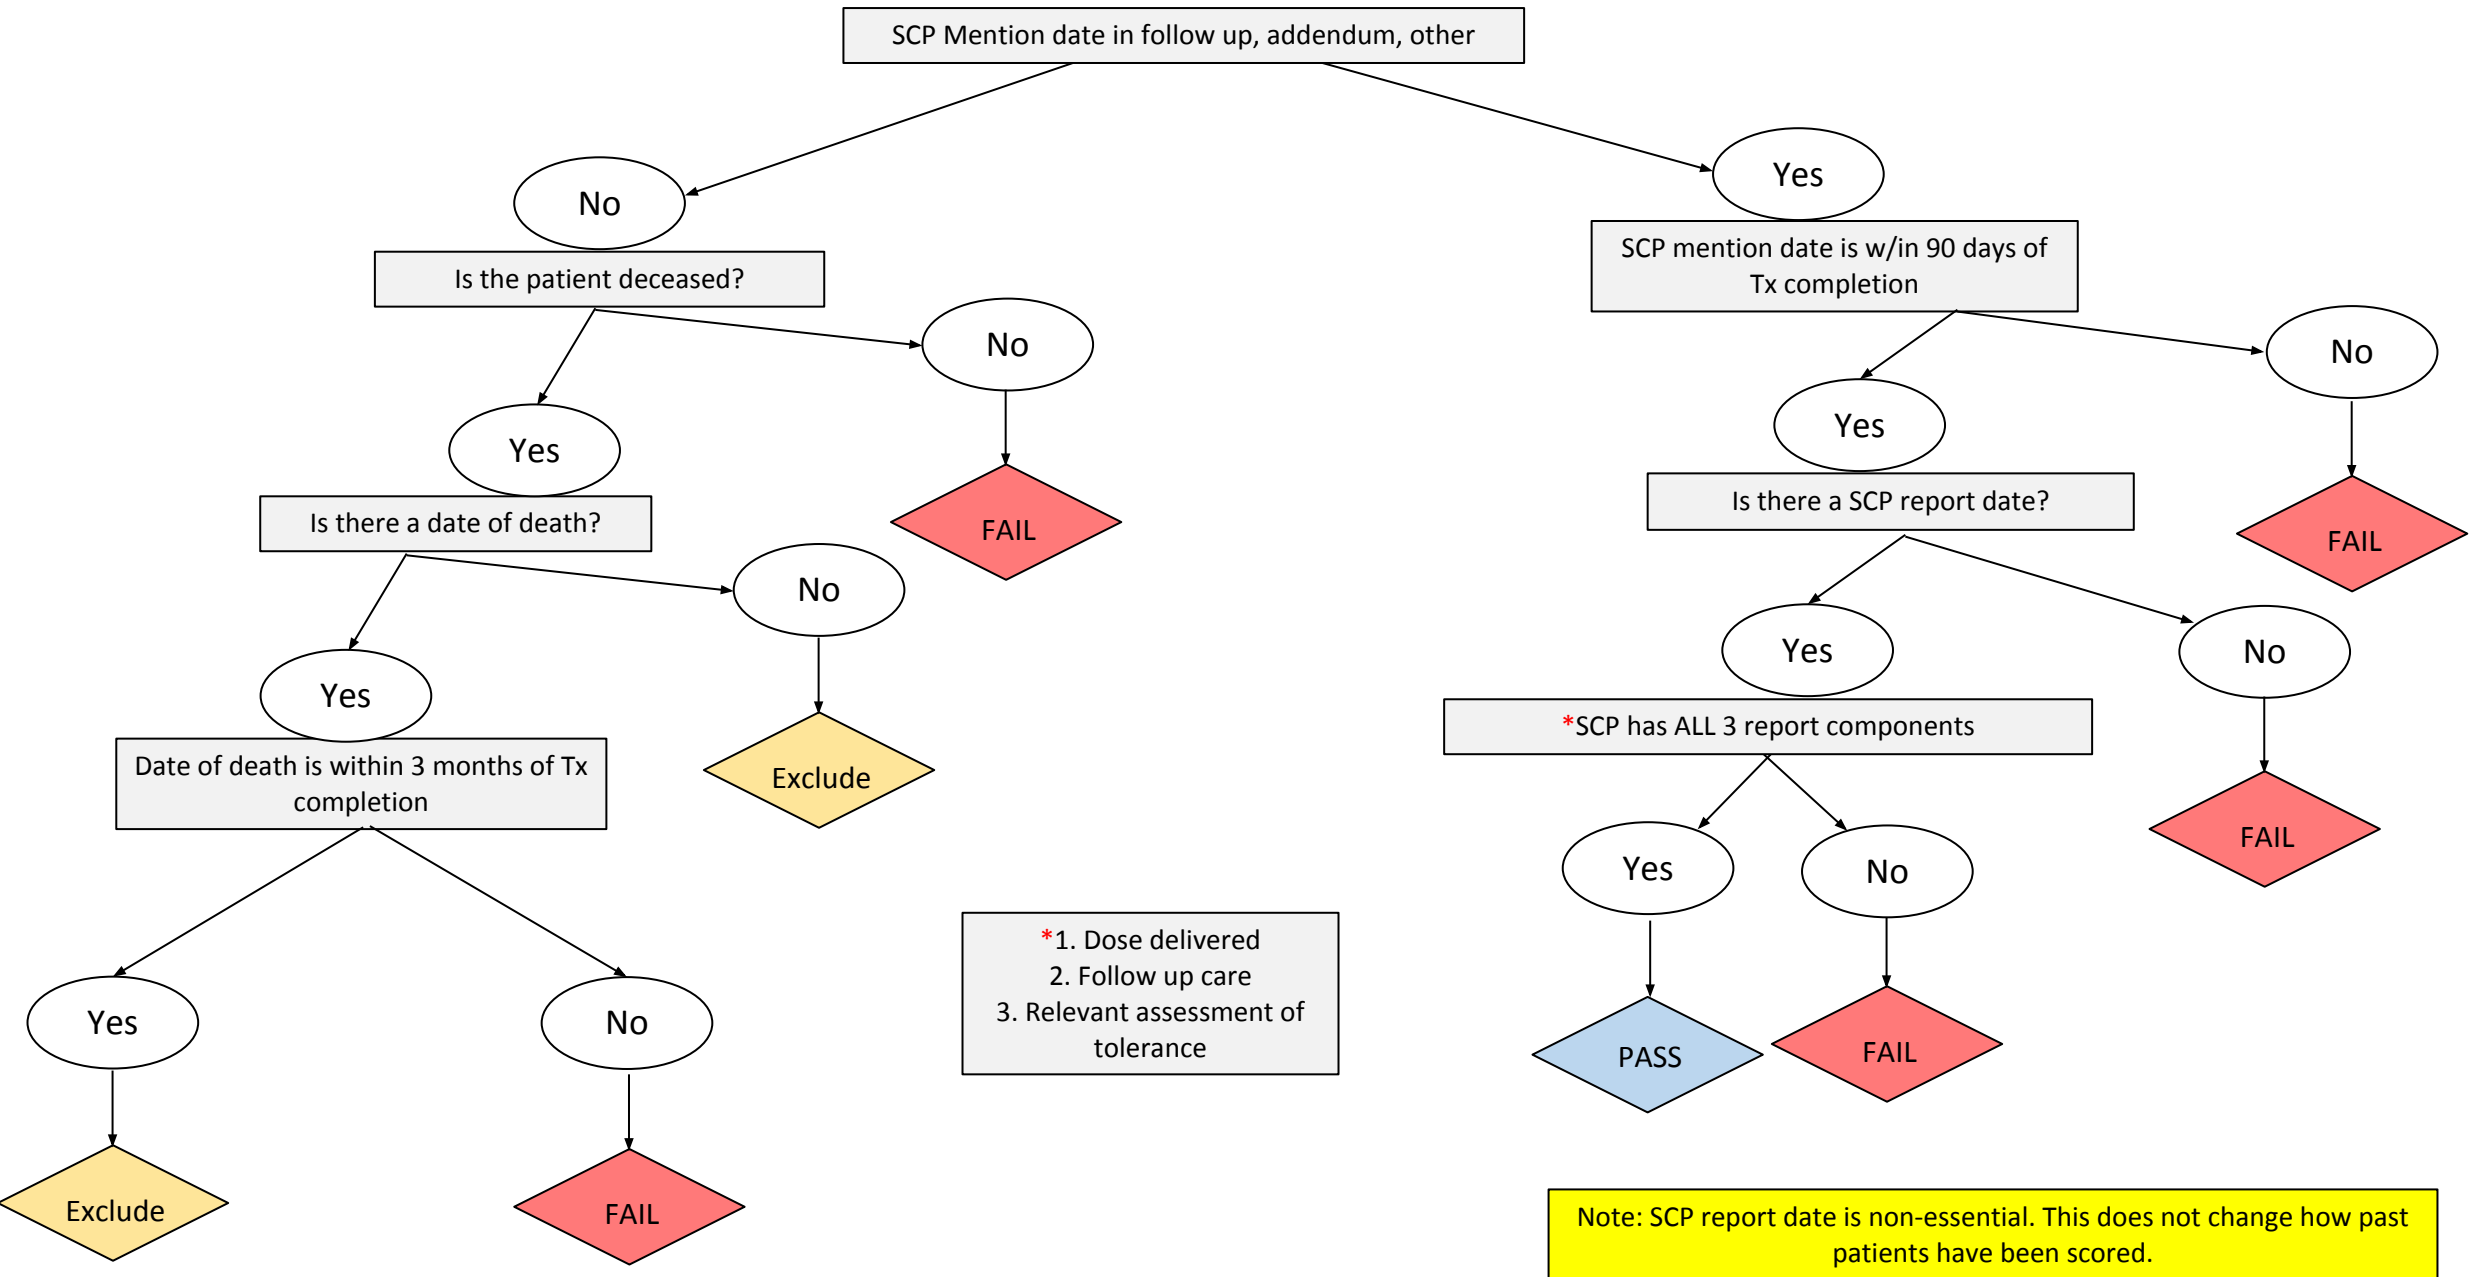 SCP Mention date in follow up, addendum, other
No
Yes
Is the patient deceased?
SCP mention date is w/in 90 days of
Tx completion
No
No
Yes
Yes
Is there a date of death?
FAIL
Is there a SCP report date?
FAIL
No
Yes
Yes
No
Date of death is within 3 months of Tx
completion
Exclude
*SCP has ALL 3 report components
FAIL
Yes
No
*1. Dose delivered
2. Follow up care
3. Relevant assessment of
tolerance
Yes
No
PASS
FAIL
Exclude
FAIL
Note: SCP report date is non-essential. This does not change how past
patients have been scored.